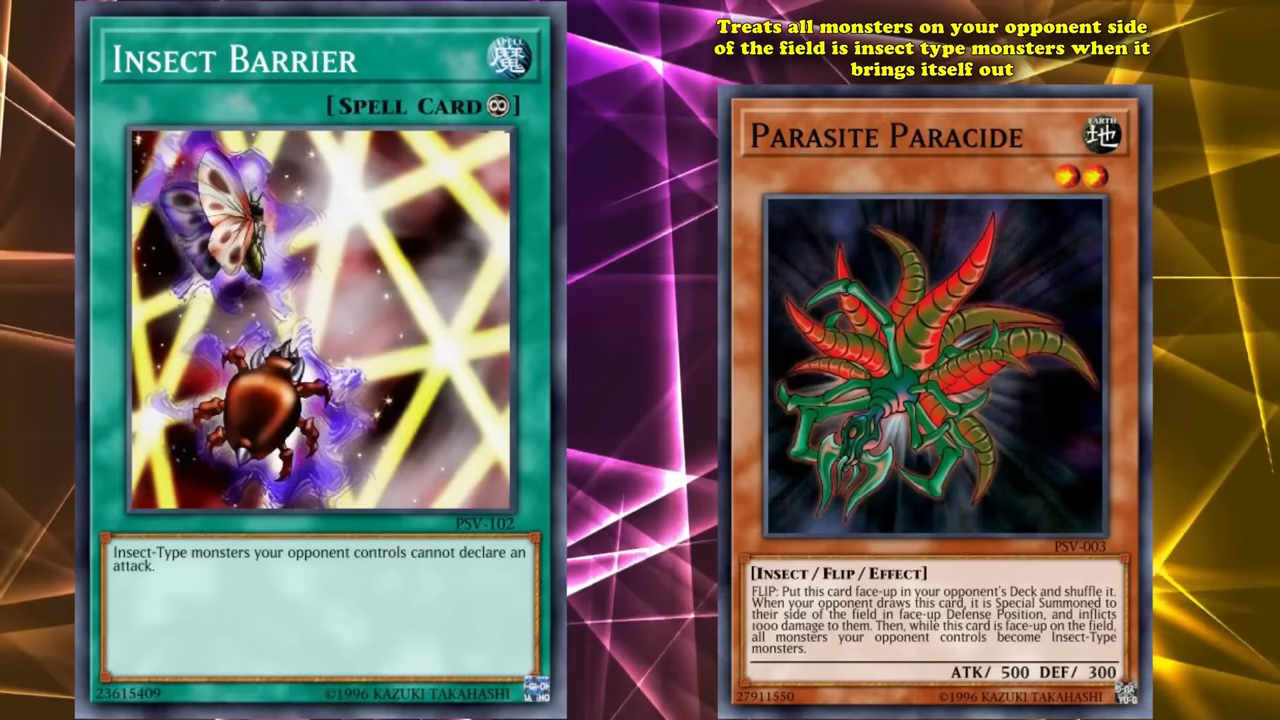 INSECT BARRIER
SPELL
魔
[SPELL CARD]
PSV-102
Insect-Type monsters your opponent controls cannot declare an
attack.
23615409
©1996 KAZUKI TAKAHASHI
Treats all monsters on your opponent side
of the field is insect type monsters when it
brings itself out
PARASITE PARACIDE
EARTH
地
PSV-003
[INSECT/FLIP/EFFECT]
FLIP: Put this card face-up in your opponent's Deck and shuffle it.
When your opponent draws this card, it is Special Summoned to
their side of the field in face-up Defense Position, and inflicts
1000 damage to them. Then, while this card is face-up on the field,
all monsters your opponent controls become Insect-Type
monsters.
ATK/ 500 DEF/ 300
27911550
©1996 KAZUKI TAKAHASHI